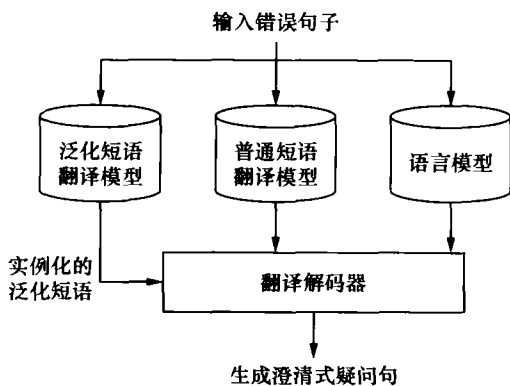 输入错误句子
泛化短语
翻译模型
普通短语
翻译模型
语言模型
实例化的
泛化短语
翻译解码器
生成澄清式疑问句